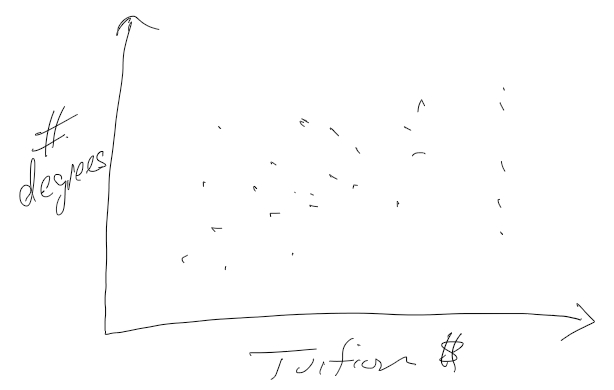 #
degrees
Tuition $